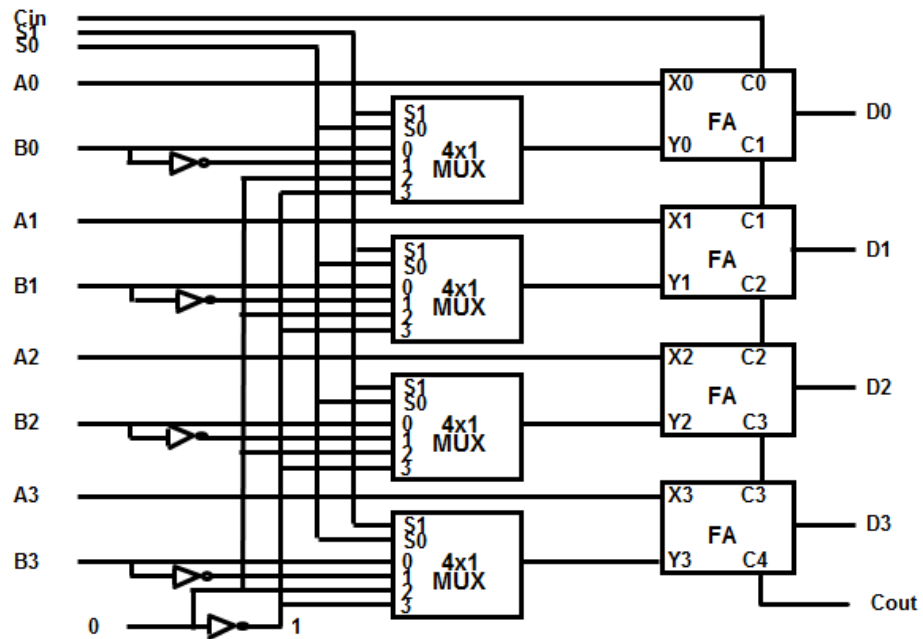 Cin
S1
S0
A0 X0 C0
FA D0
S1
S0
B0 0 4x1 Y0 C1
1 MUX
2
3
A1 X1 C1
FA D1
S1
S0
B1 0 4x1 Y1 C2
1 MUX
2
3
A2 X2 C2
FA D2
S1
S0
B2 0 4x1 Y2 C3
1 MUX
2
3
A3 X3 C3
FA D3
S1
S0
B3 0 4x1 Y3 C4
1 MUX
2
3
0 1 Cout